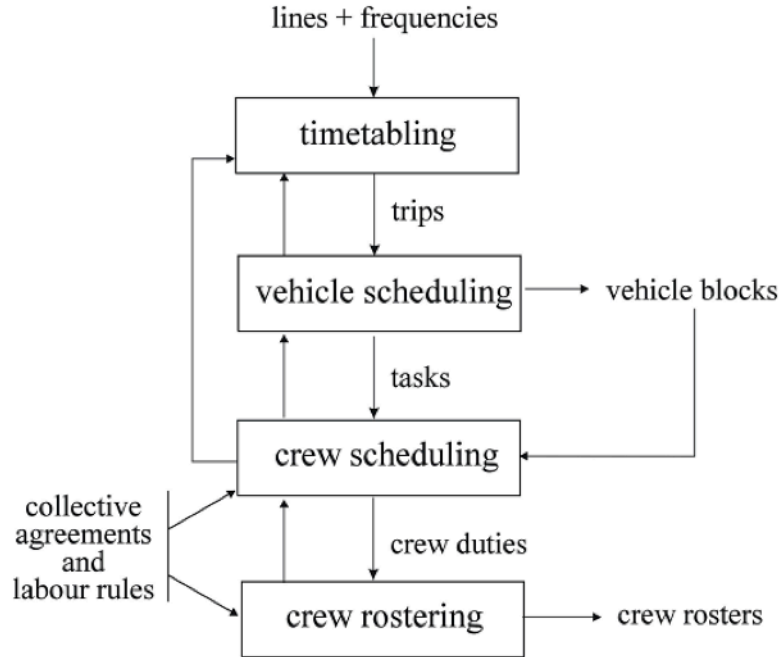 lines + frequencies
timetabling
trips
vehicle scheduling
vehicle blocks
tasks
crew scheduling
collective
agreements
and
labour rules
crew duties
crew rostering
crew rosters